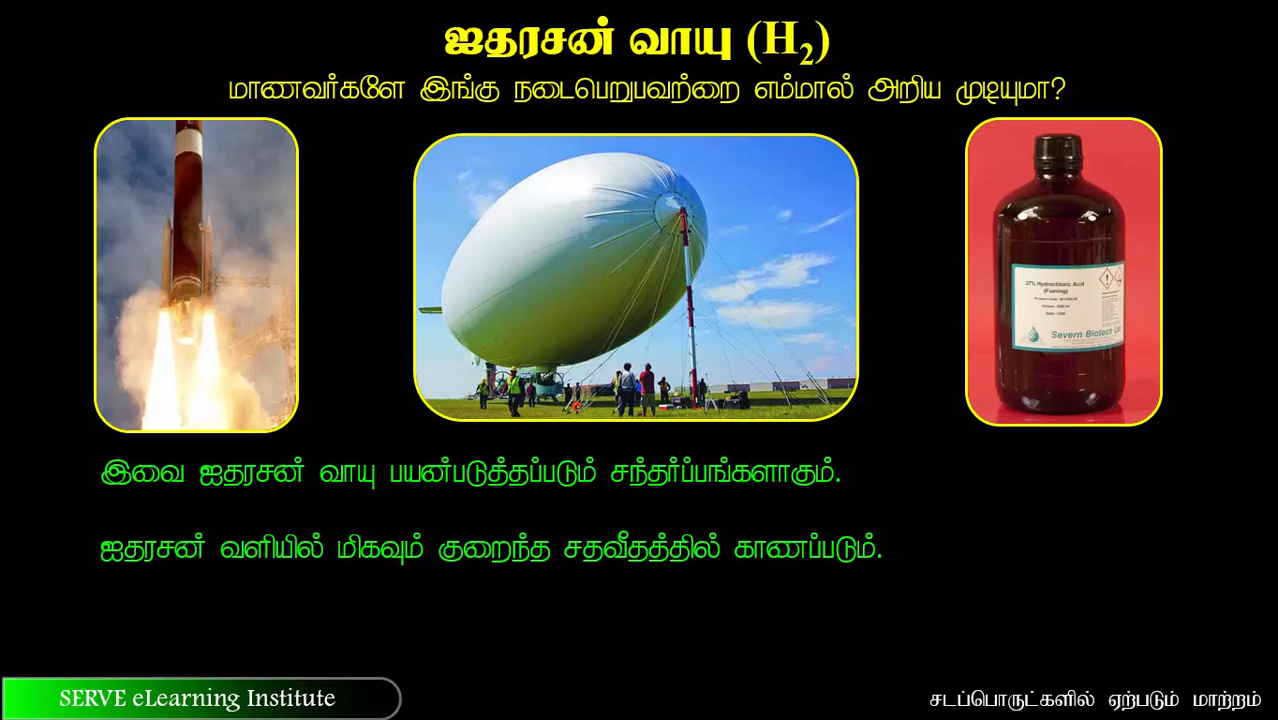 ஐதரசன் வாயு (H₂)
மாணவர்களே இங்கு நடைபெறுபவற்றை எம்மால் அறிய முடியுமா?
37% Hydrochloric Acid
(Fuming)
Severn Biotech Ltd
இவை ஐதரசன் வாயு பயன்படுத்தப்படும் சந்தர்ப்பங்களாகும்.
ஐதரசன் வளியில் மிகவும் குறைந்த சதவீதத்தில் காணப்படும்.
SERVE eLearning Institute
சடப்பொருட்களில் ஏற்படும் மாற்றம்